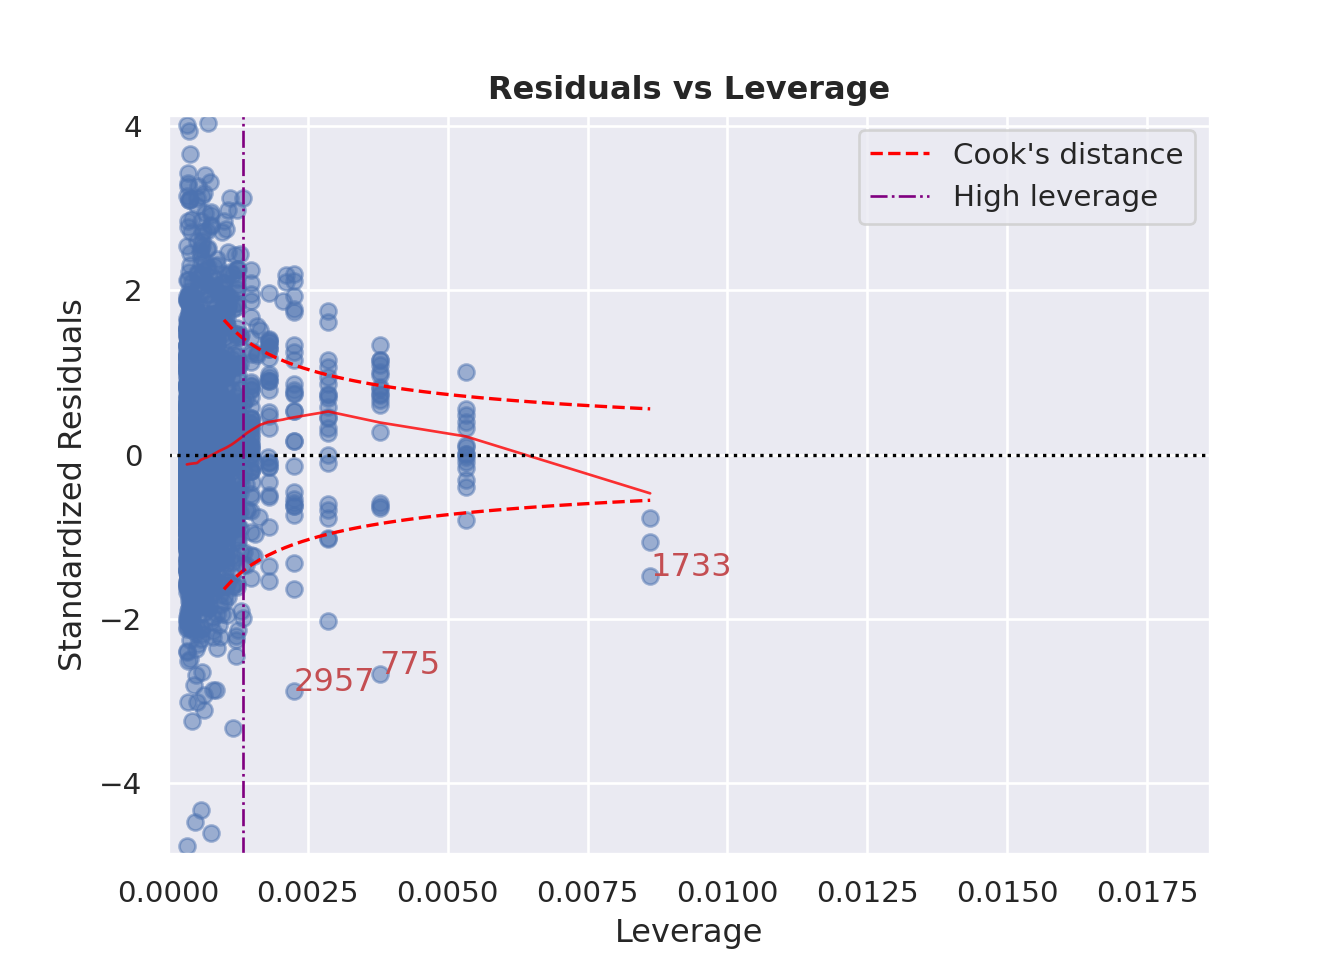 Residuals vs Leverage
Cook's distance
High leverage
4
2
0
−2
−4
Standardized Residuals
1733
775
2957
0.0000 0.0025 0.0050 0.0075 0.0100 0.0125 0.0150 0.0175
Leverage